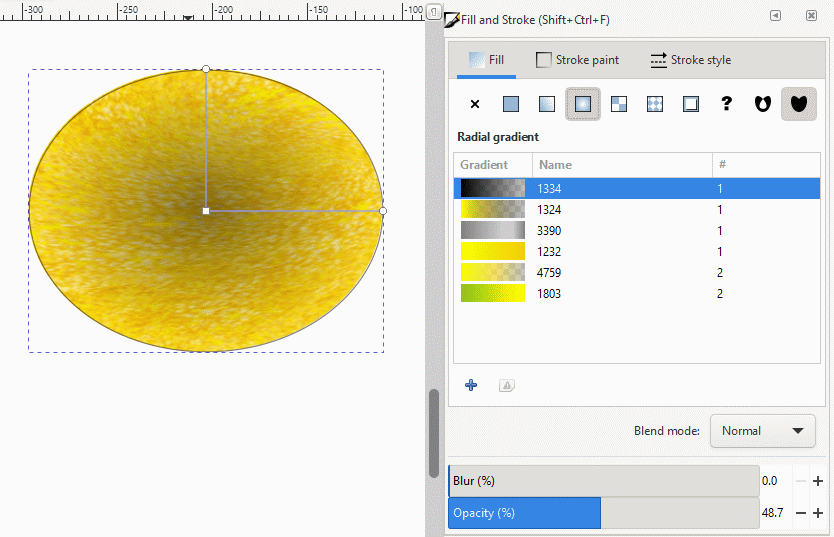 -300 -250 -200 -150 -100
Fill and Stroke (Shift+Ctrl+F)
Fill Stroke paint Stroke style
?
Radial gradient
Gradient Name #
1334 1
1324 1
3390 1
1232 1
4759 2
1803 2
Blend mode: Normal
Blur (%) 0.0
Opacity (%) 48.7